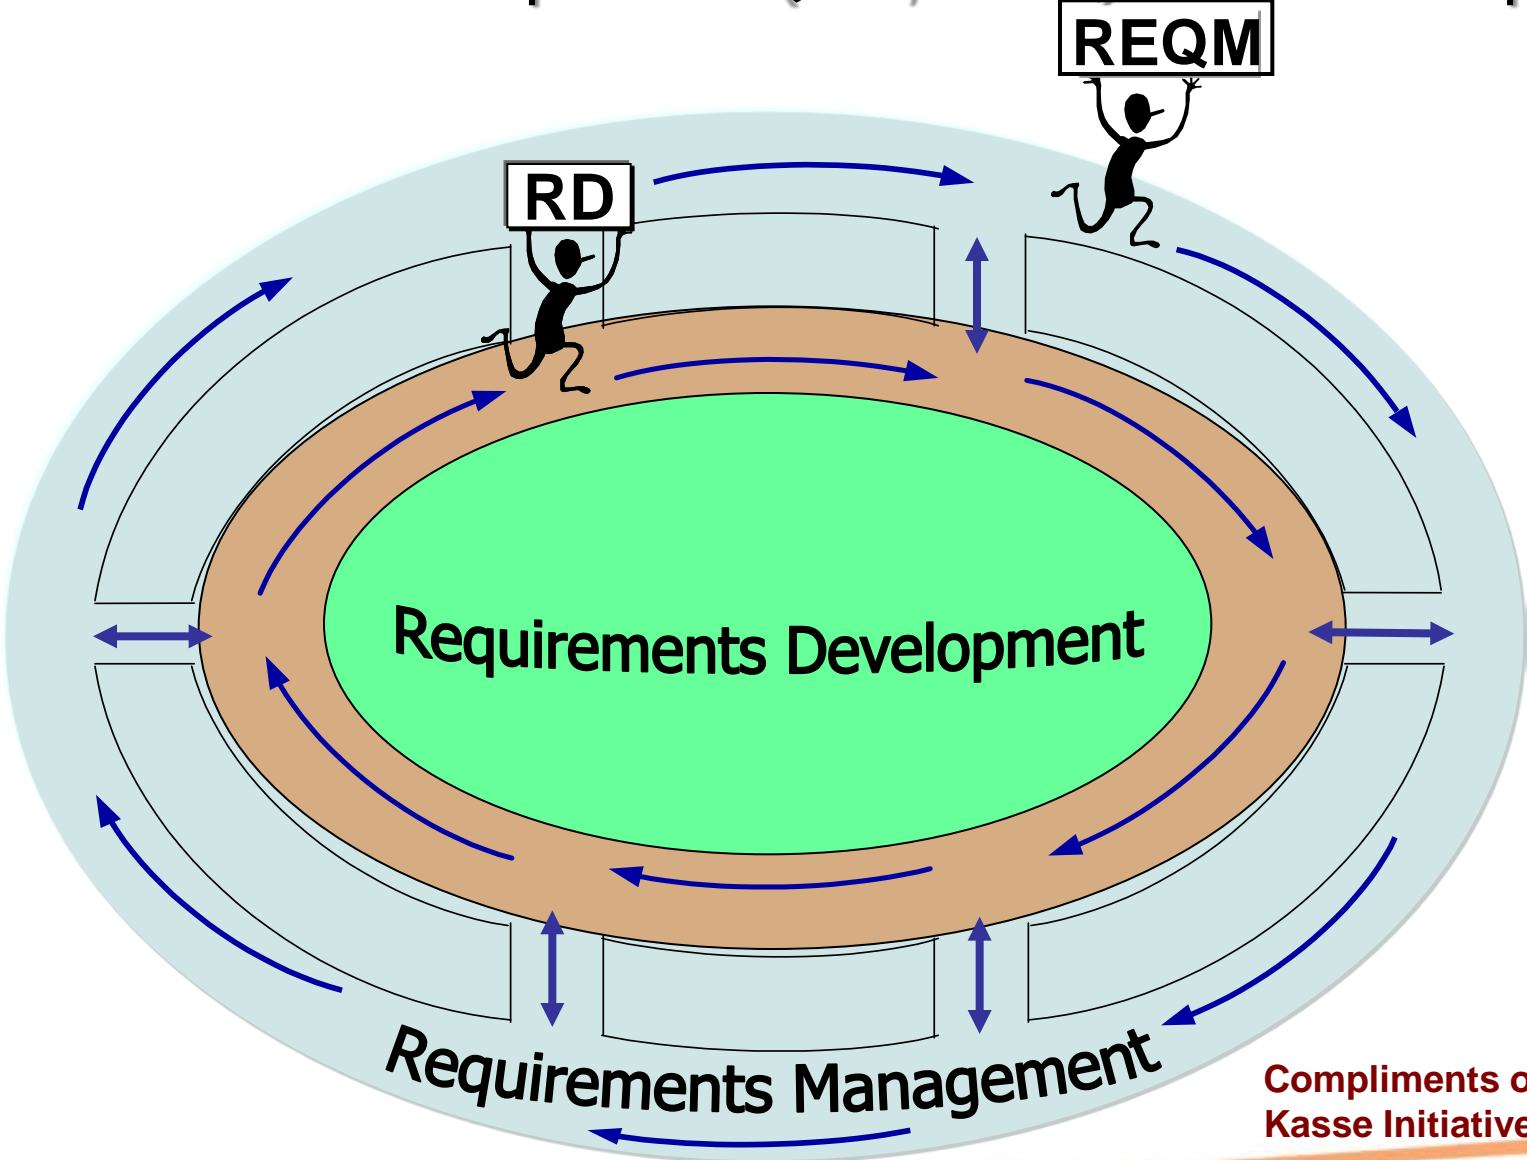 REQM
RD
Requirements Development
Requirements Management
Compliments
Kasse Initiative